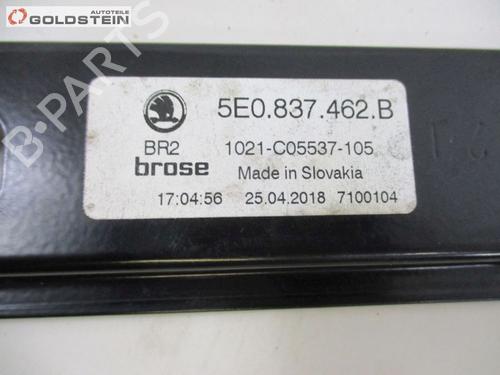 AUTOTEILE
GOLDSTEIN
5E0.837.462.B
BR2 1021-C05537-105
brose Made in Slovakia
17:04:56 25.04.2018 7100104